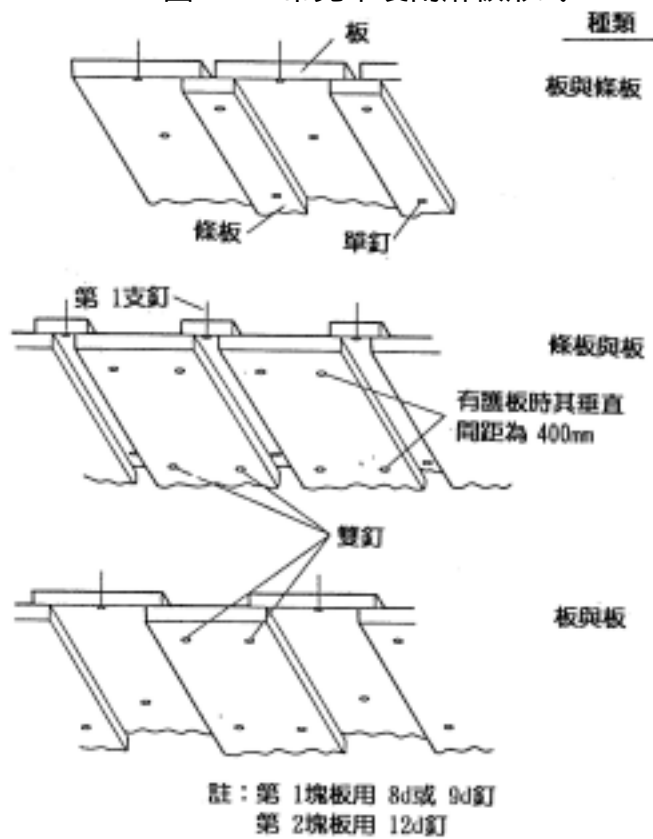 種類
板
板與條板
條板
單釘
第 1支釘
條板與板
有匯板時其垂直
間距為 400mm
雙釘
板與板
註：第 1塊板用 8d或 9d釘
第 2塊板用 12d釘